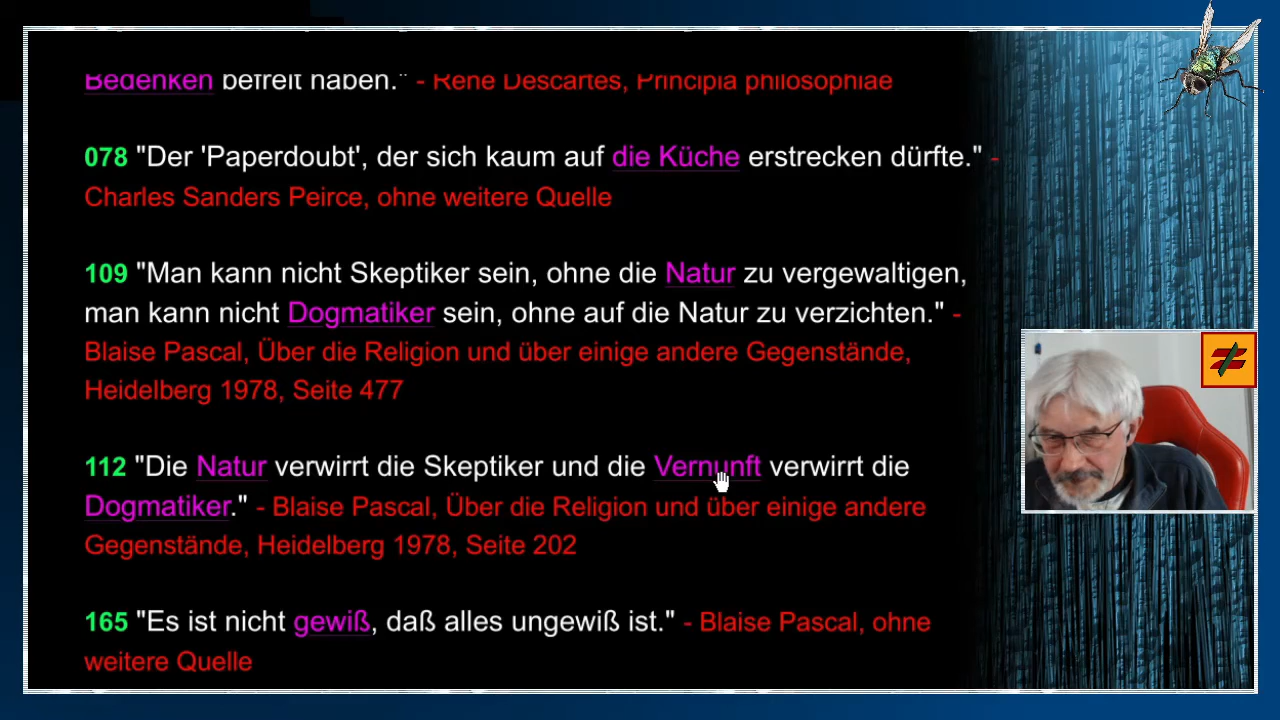 Bedenken befreit haben." - René Descartes, Principia philosophiae
078 "Der 'Paperdoubt', der sich kaum auf die Küche erstrecken dürfte." -
Charles Sanders Peirce, ohne weitere Quelle
109 "Man kann nicht Skeptiker sein, ohne die Natur zu vergewaltigen,
man kann nicht Dogmatiker sein, ohne auf die Natur zu verzichten." -
Blaise Pascal, Über die Religion und über einige andere Gegenstände,
Heidelberg 1978, Seite 477
112 "Die Natur verwirrt die Skeptiker und die Vernunft verwirrt die
Dogmatiker." - Blaise Pascal, Über die Religion und über einige andere
Gegenstände, Heidelberg 1978, Seite 202
165 "Es ist nicht gewiß, daß alles ungewiß ist." - Blaise Pascal, ohne
weitere Quelle